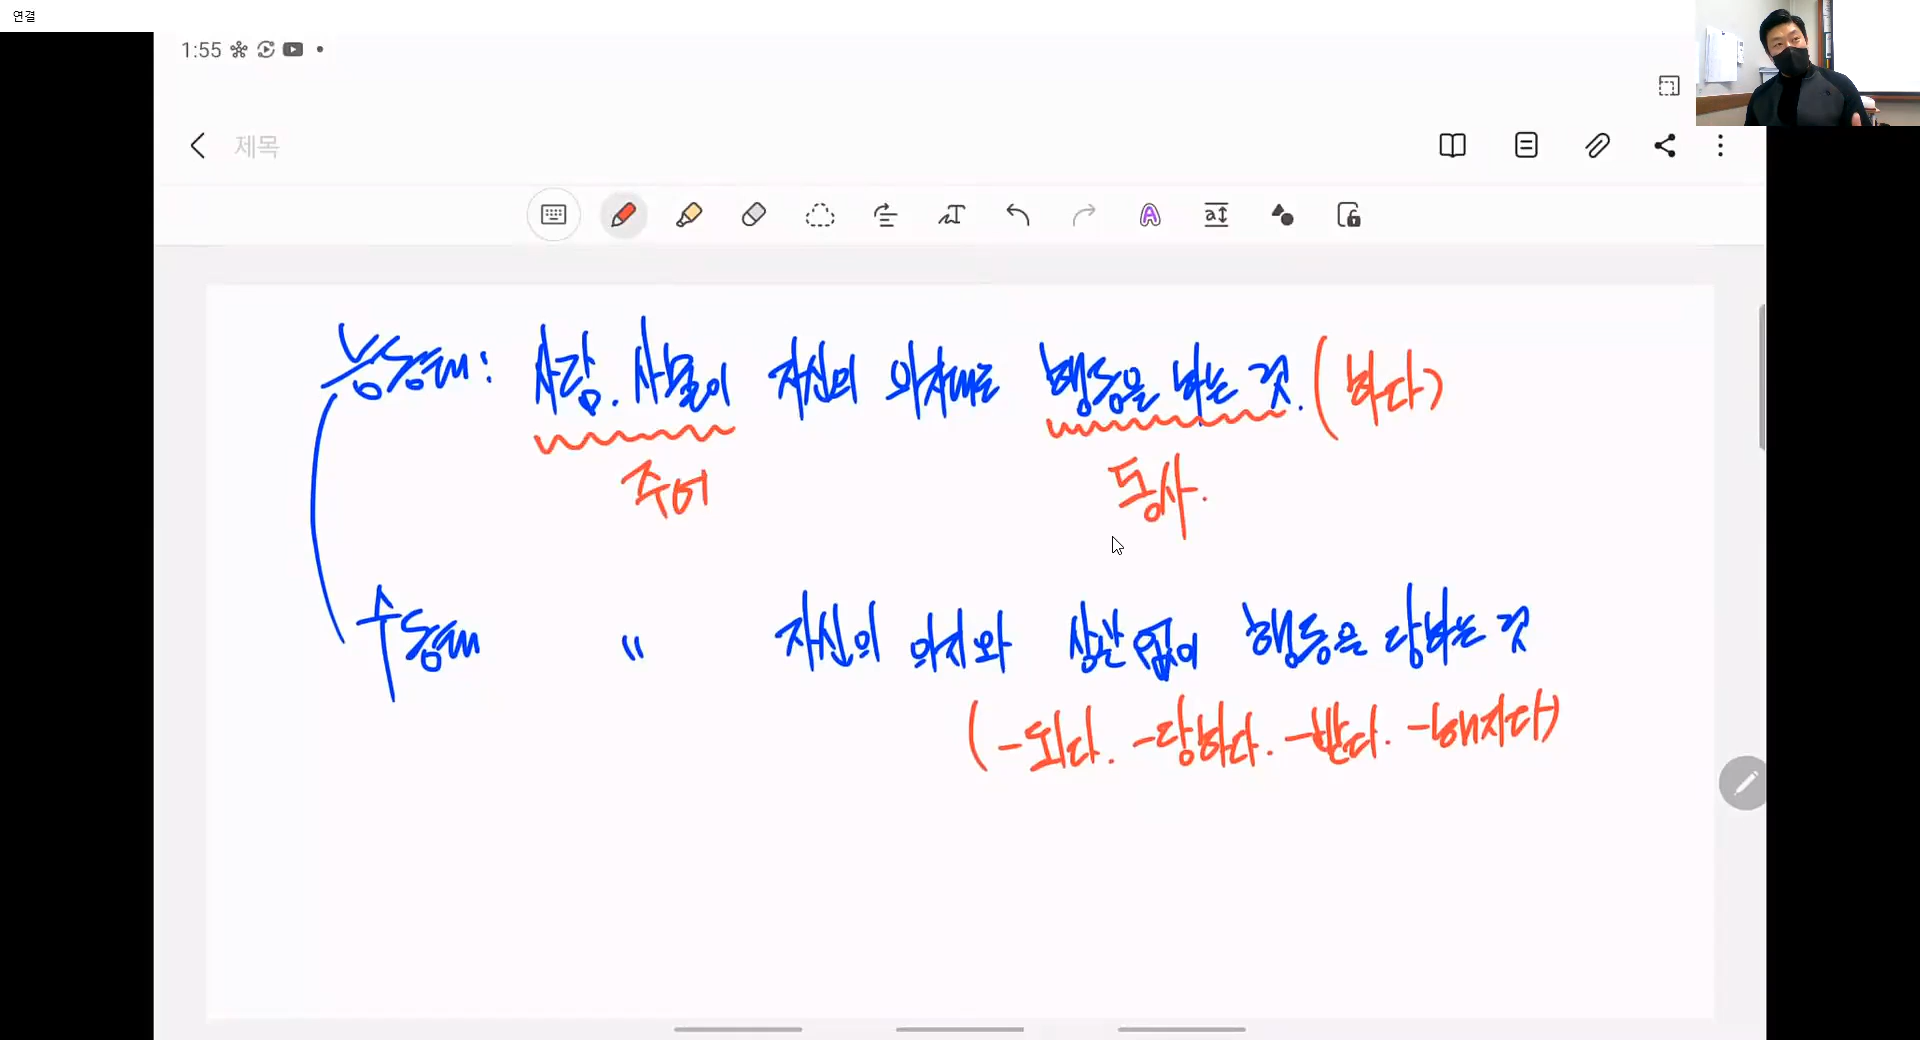 연결
1:55
제목
능동태: 사람. 사물이 자신의 의지대로 행동을 하는 것. (하다)
주어 동사.
수동태 〃 자신의 의지와 상관 없이 행동을 당하는 것
(-되다. -당하다. -받다. -해지다)